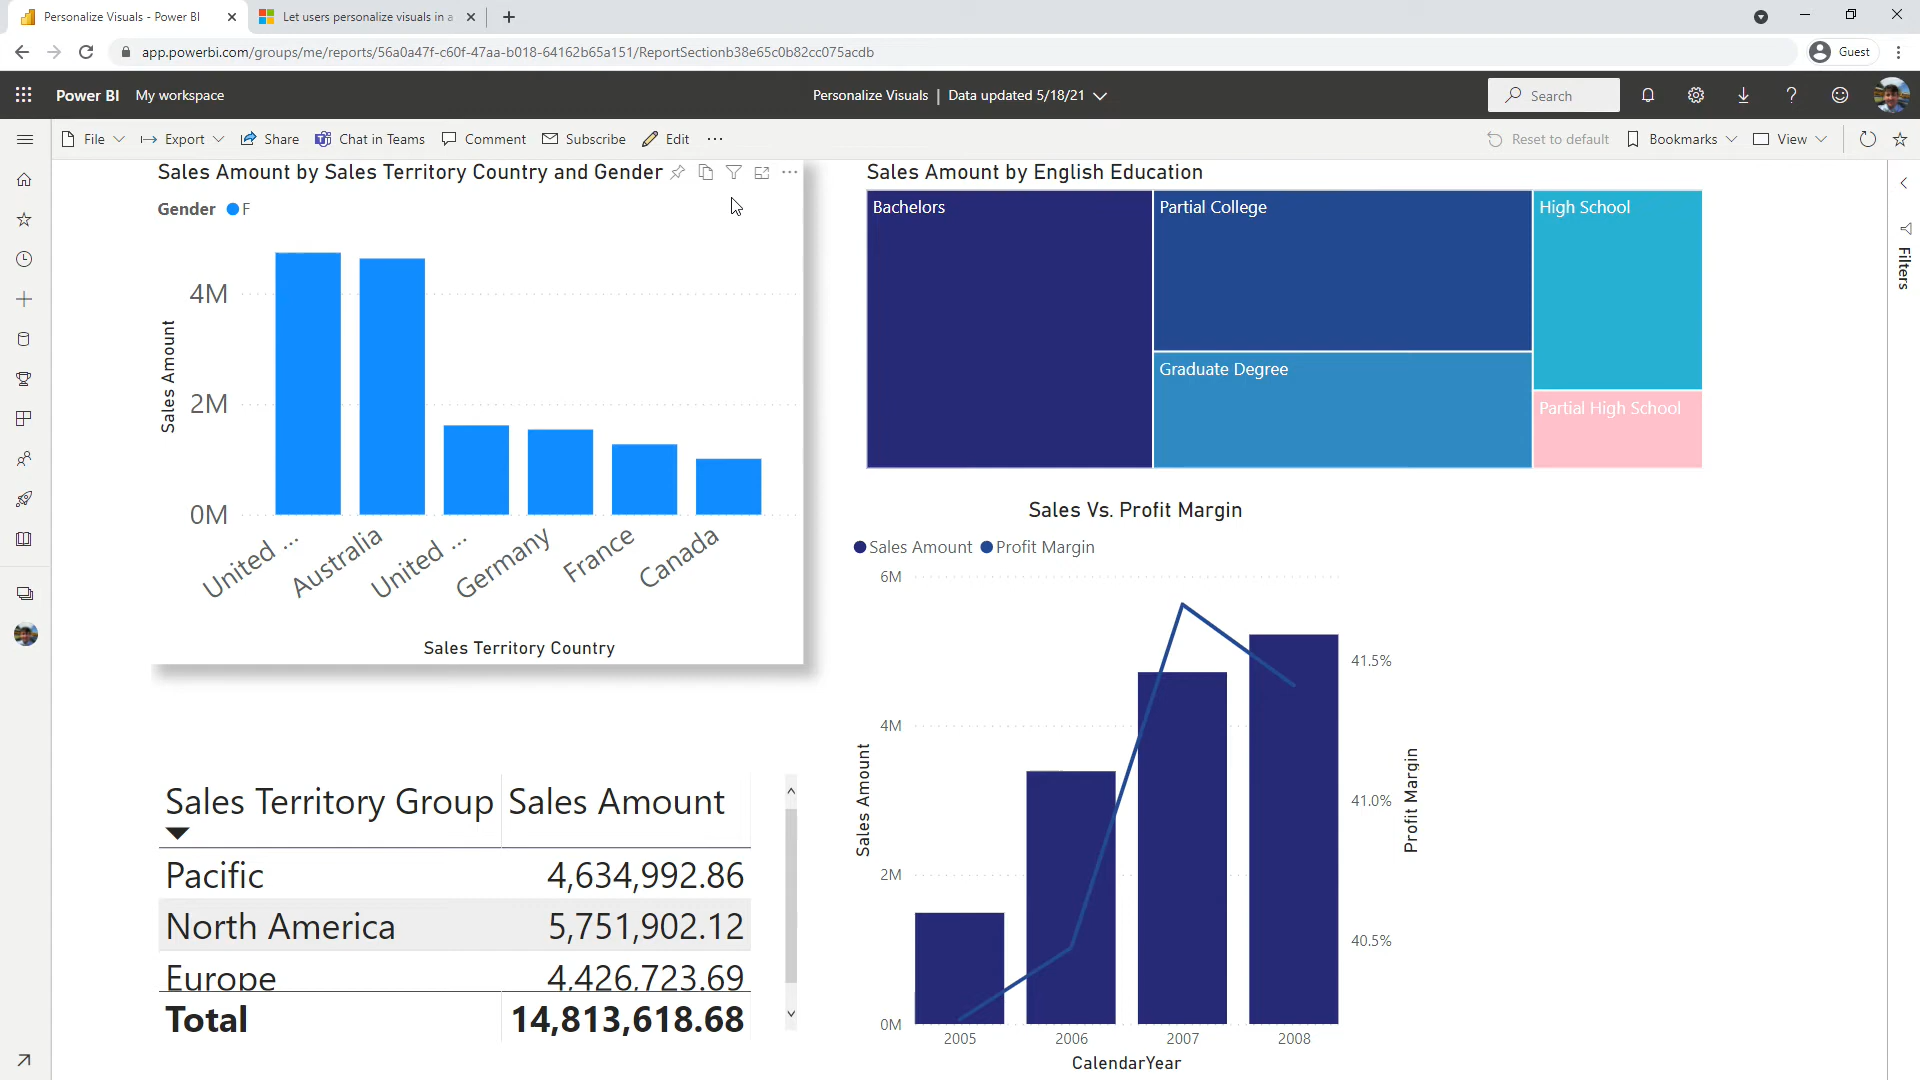 Personalize Visuals - Power BI
Let users personalize visuals in a
app.powerbi.com/groups/me/reports/56a0a47f-c60f-47aa-b018-64162b65a151/ReportSectionb38e65c0b82cc075acdb
Guest
Power BI My workspace
Personalize Visuals | Data updated 5/18/21
Search
File Export Share Chat in Teams Comment Subscribe Edit
Reset to default Bookmarks View
Sales Amount by Sales Territory Country and Gender
Gender F
4M
2M
0M
Sales Amount
United ... Australia United ... Germany France Canada
Sales Territory Country
Sales Amount by English Education
Bachelors
Partial College
High School
Graduate Degree
Partial High School
Filters
Sales Vs. Profit Margin
Sales Amount Profit Margin
6M
4M
2M
0M
Sales Amount
41.5%
41.0%
40.5%
Profit Margin
2005 2006 2007 2008
CalendarYear
Sales Territory Group Sales Amount
Pacific 4,634,992.86
North America 5,751,902.12
Europe 4,426,723.69
Total 14,813,618.68